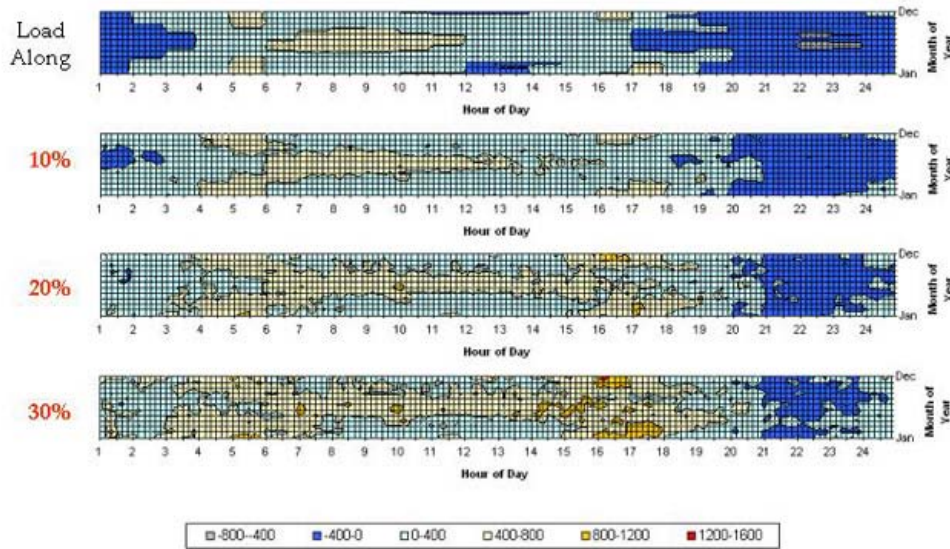 Load
Along
Dec
Month of
Year
Jan
1 2 3 4 5 6 7 8 9 10 11 12 13 14 15 16 17 18 19 20 21 22 23 24
Hour of Day
10%
Dec
Month of
Year
Jan
1 2 3 4 5 6 7 8 9 10 11 12 13 14 15 16 17 18 19 20 21 22 23 24
Hour of Day
20%
Dec
Month of
Year
Jan
1 2 3 4 5 6 7 8 9 10 11 12 13 14 15 16 17 18 19 20 21 22 23 24
Hour of Day
30%
Dec
Month of
Year
Jan
1 2 3 4 5 6 7 8 9 10 11 12 13 14 15 16 17 18 19 20 21 22 23 24
Hour of Day
-800--400 -400-0 0-400 400-800 800-1200 1200-1600